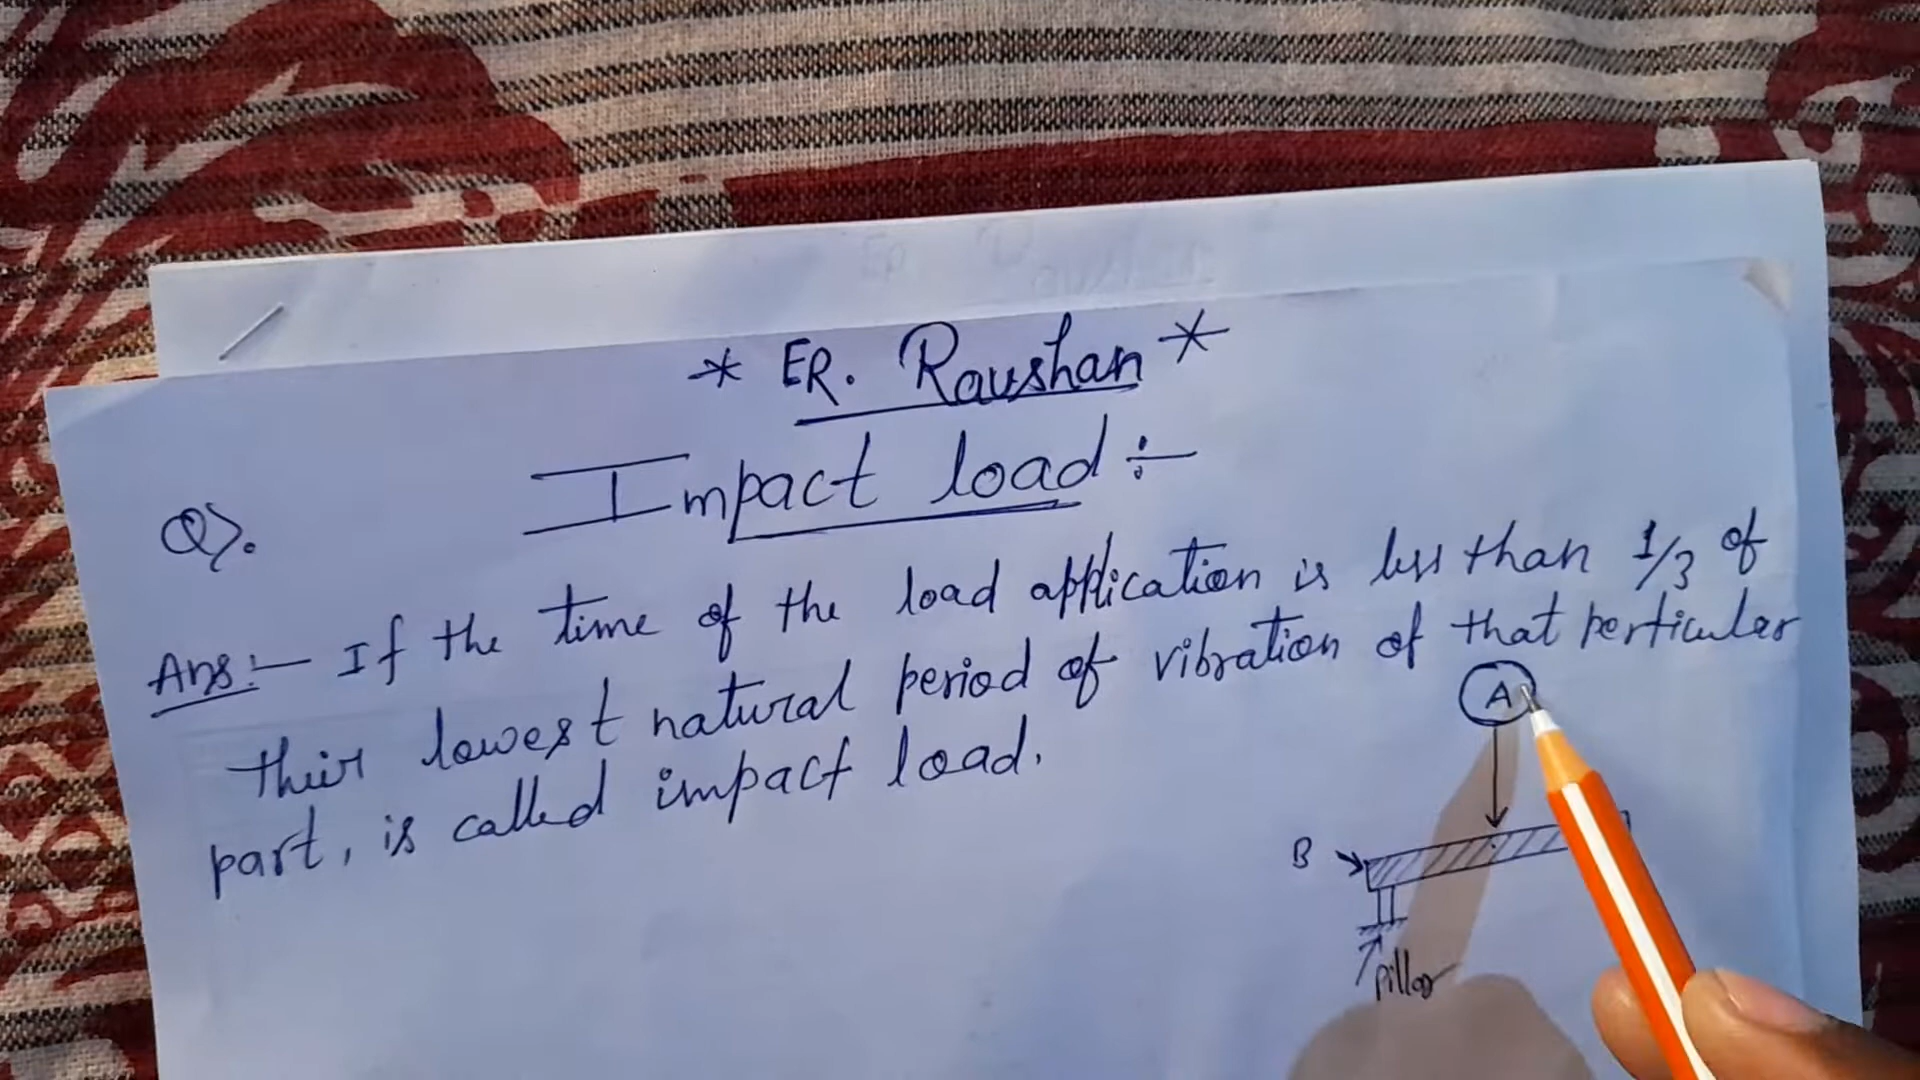 * ER. Raushan *
Impact load :-
Q).
Ans:- If the time of the load application is less than 1/3 of
their lowest natural period of vibration of that perticular
part, is called impact load.
A
B
Pillar